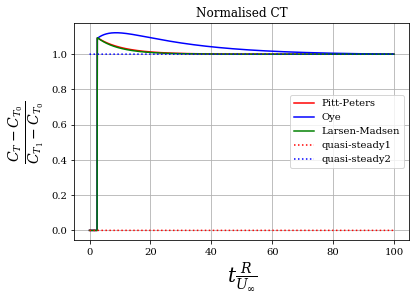 Normalised CT
1.0
0.8
0.6
0.4
0.2
0.0
0 20 40 60 80 100
$\frac{C_T - C_{T_0}}{C_{T_1} - C_{T_0}}$
$t\frac{R}{U_\infty}$
Pitt-Peters
Oye
Larsen-Madsen
quasi-steady1
quasi-steady2